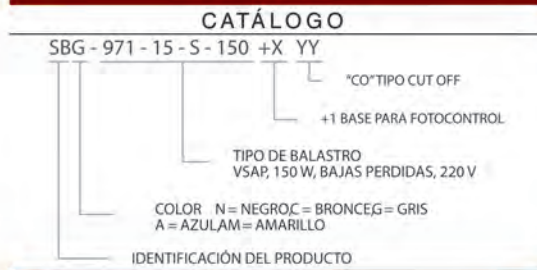 CATÁLOGO
SBG - 971 - 15 - S - 150 +X YY
"CO"TIPO CUT OFF
+1 BASE PARA FOTOCONTROL
TIPO DE BALASTRO
VSAP, 150 W, BAJAS PERDIDAS, 220 V
COLOR N = NEGRO,C = BRONCE,G = GRIS
A = AZUL,AM= AMARILLO
IDENTIFICACIÓN DEL PRODUCTO